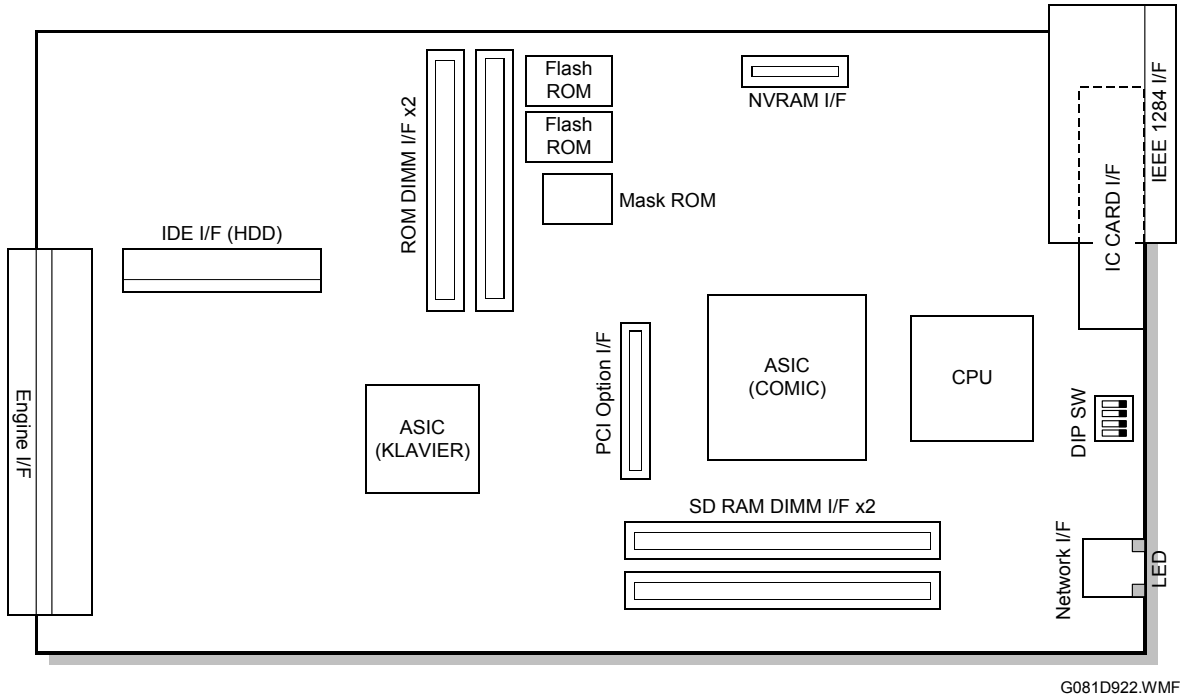 Flash
ROM
Flash
ROM
Mask ROM
ROM DIMM I/F x2
NVRAM I/F
IEEE 1284 I/F
IC CARD I/F
IDE I/F (HDD)
Engine I/F
ASIC
(KLAVIER)
PCI Option I/F
ASIC
(COMIC)
CPU
DIP SW
SD RAM DIMM I/F x2
Network I/F
LED
G081D922.WMF